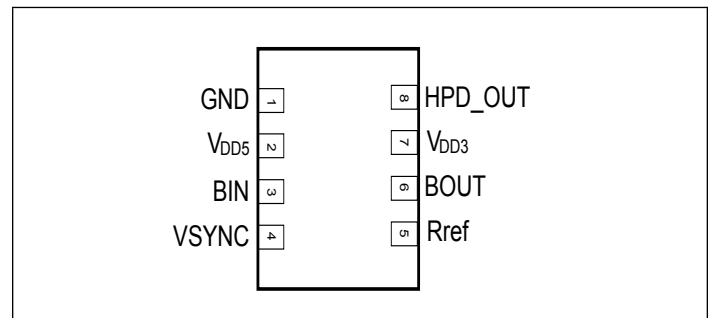 GND 1 8 HPD_OUT
VDD5 2 7 VDD3
BIN 3 6 BOUT
VSYNC 4 5 Rref